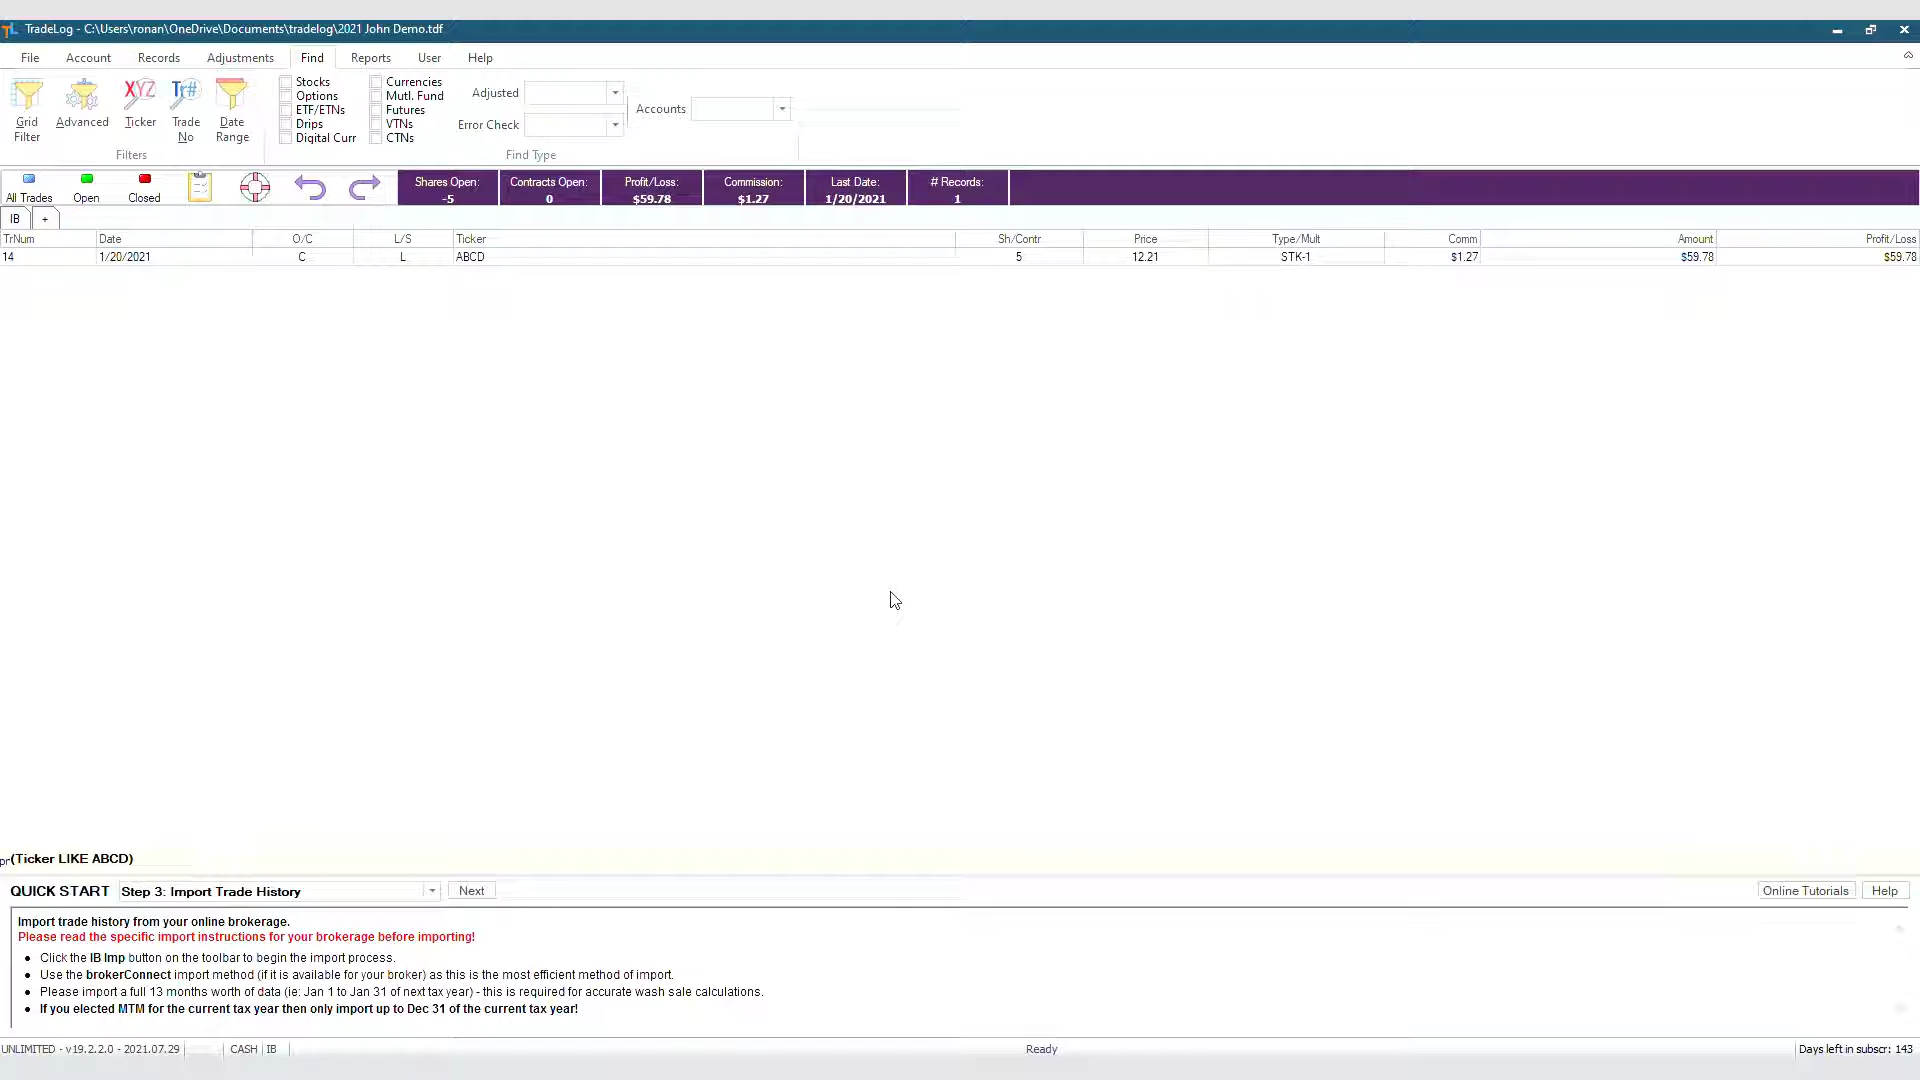 TradeLog - C:\Users\ronan\OneDrive\Documents\tradelog\2021 John Demo.tdf
File Account Records Adjustments Find Reports User Help
Grid Filter
Advanced
XYZ Ticker
Tr# Trade No
Date Range
Filters
Stocks
Options
ETF/ETNs
Drips
Digital Curr
Currencies
Mutl. Fund
Futures
VTNs
CTNs
Adjusted
Error Check
Accounts
Find Type
All Trades Open Closed
Shares Open: -5
Contracts Open: 0
Profit/Loss: $59.78
Commission: $1.27
Last Date: 1/20/2021
# Records: 1
IB +
TrNum Date O/C L/S Ticker Sh/Contr Price Type/Mult Comm Amount Profit/Loss
14 1/20/2021 C L ABCD 5 12.21 STK-1 $1.27 $59.78 $59.78
pr(Ticker LIKE ABCD)
QUICK START Step 3: Import Trade History Next Online Tutorials Help
Import trade history from your online brokerage.
Please read the specific import instructions for your brokerage before importing!
• Click the IB Imp button on the toolbar to begin the import process.
• Use the brokerConnect import method (if it is available for your broker) as this is the most efficient method of import.
• Please import a full 13 months worth of data (ie: Jan 1 to Jan 31 of next tax year) - this is required for accurate wash sale calculations.
• If you elected MTM for the current tax year then only import up to Dec 31 of the current tax year!
UNLIMITED - v19.2.2.0 - 2021.07.29 CASH IB Ready Days left in subscr: 143